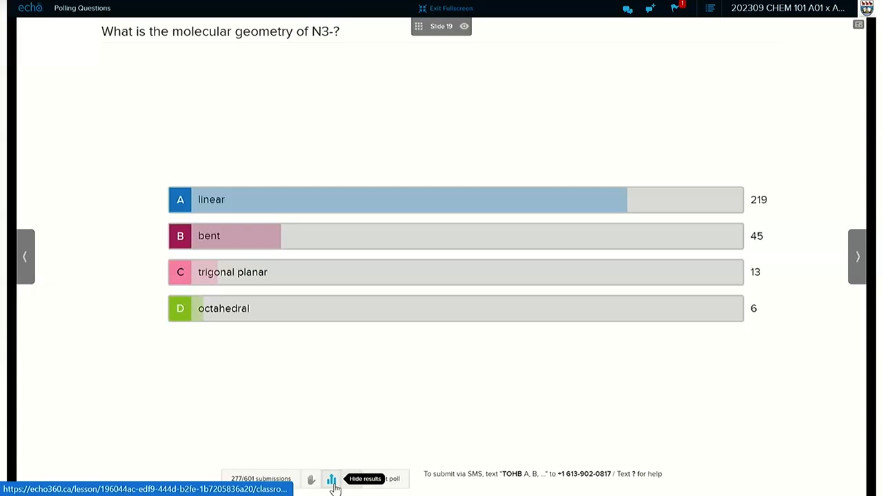 echo Polling Questions Exit Fullscreen 1 202309 CHEM 101 A01 x A...
Slide 19
What is the molecular geometry of N3-?
A linear 219
B bent 45
C trigonal planar 13
D octahedral 6
277/601 submissions Hide results t poll To submit via SMS, text "TOHB A, B, ..." to +1 613-902-0817 / Text ? for help
https://echo360.ca/lesson/196044ac-edf9-444d-b2fe-1b7205836a20/classro...